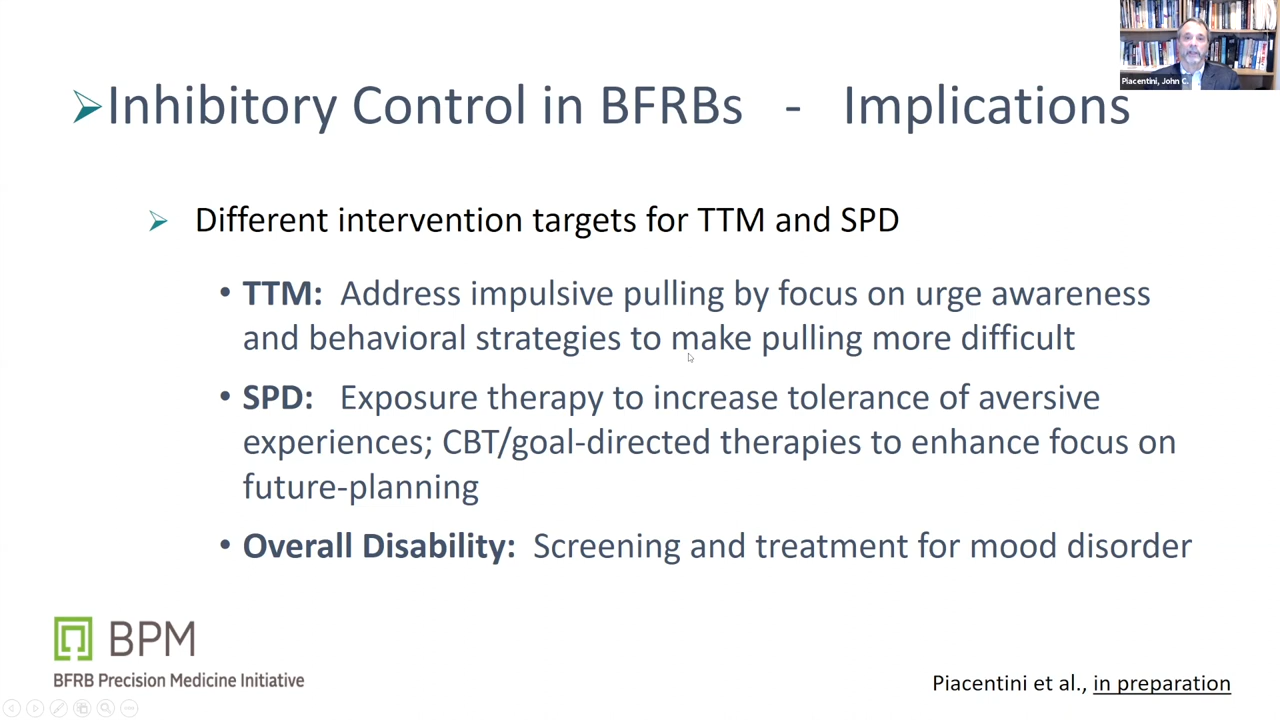 Piacentini, John C.
➢Inhibitory Control in BFRBs - Implications
➢ Different intervention targets for TTM and SPD
• TTM: Address impulsive pulling by focus on urge awareness
and behavioral strategies to make pulling more difficult
• SPD: Exposure therapy to increase tolerance of aversive
experiences; CBT/goal-directed therapies to enhance focus on
future-planning
• Overall Disability: Screening and treatment for mood disorder
BPM
BFRB Precision Medicine Initiative
Piacentini et al., in preparation